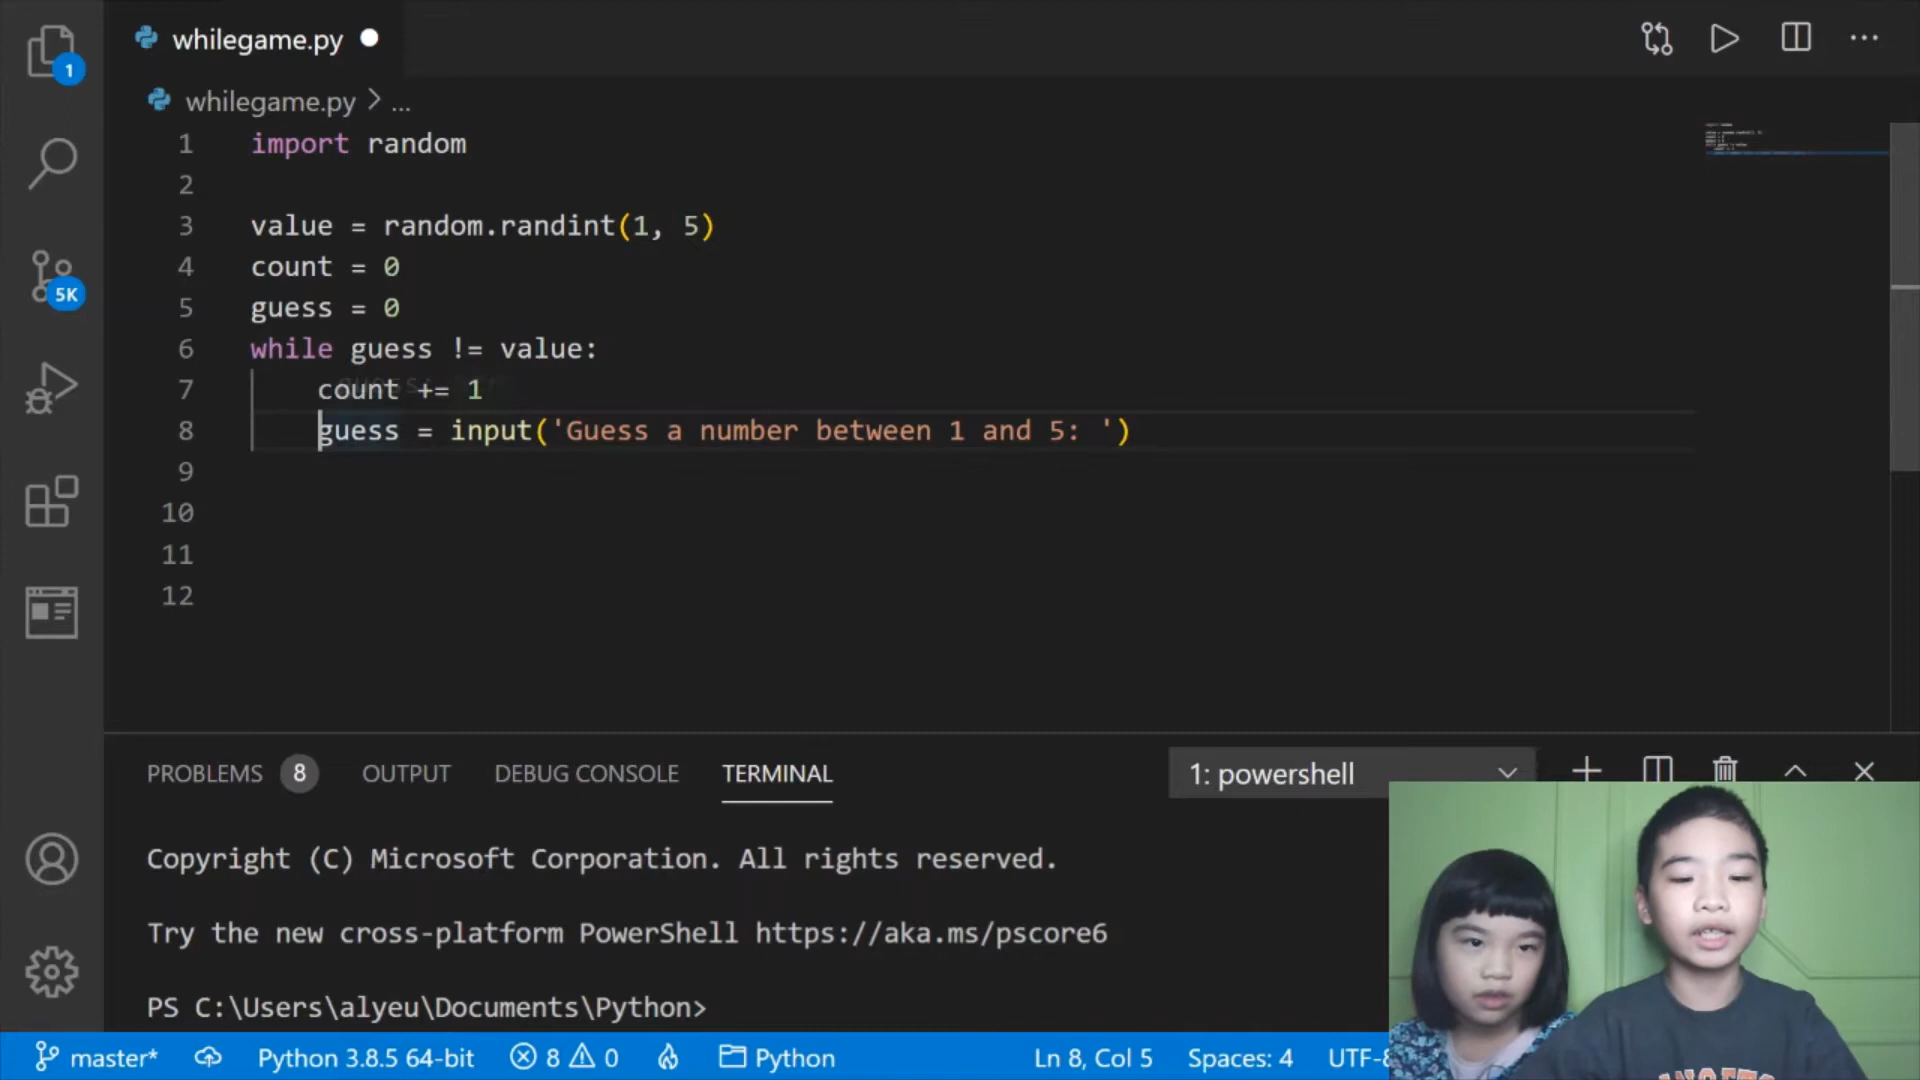 whilegame.py
1
whilegame.py > ...
1 import random
2
3 value = random.randint(1, 5)
4 count = 0
5 guess = 0
6 while guess != value:
7 count += 1
8 guess = input('Guess a number between 1 and 5: ')
9
10
11
12
5K
PROBLEMS 8 OUTPUT DEBUG CONSOLE TERMINAL 1: powershell
Copyright (C) Microsoft Corporation. All rights reserved.
Try the new cross-platform PowerShell https://aka.ms/pscore6
PS C:\Users\alyeu\Documents\Python>
master* Python 3.8.5 64-bit 8 0 Python Ln 8, Col 5 Spaces: 4 UTF-8